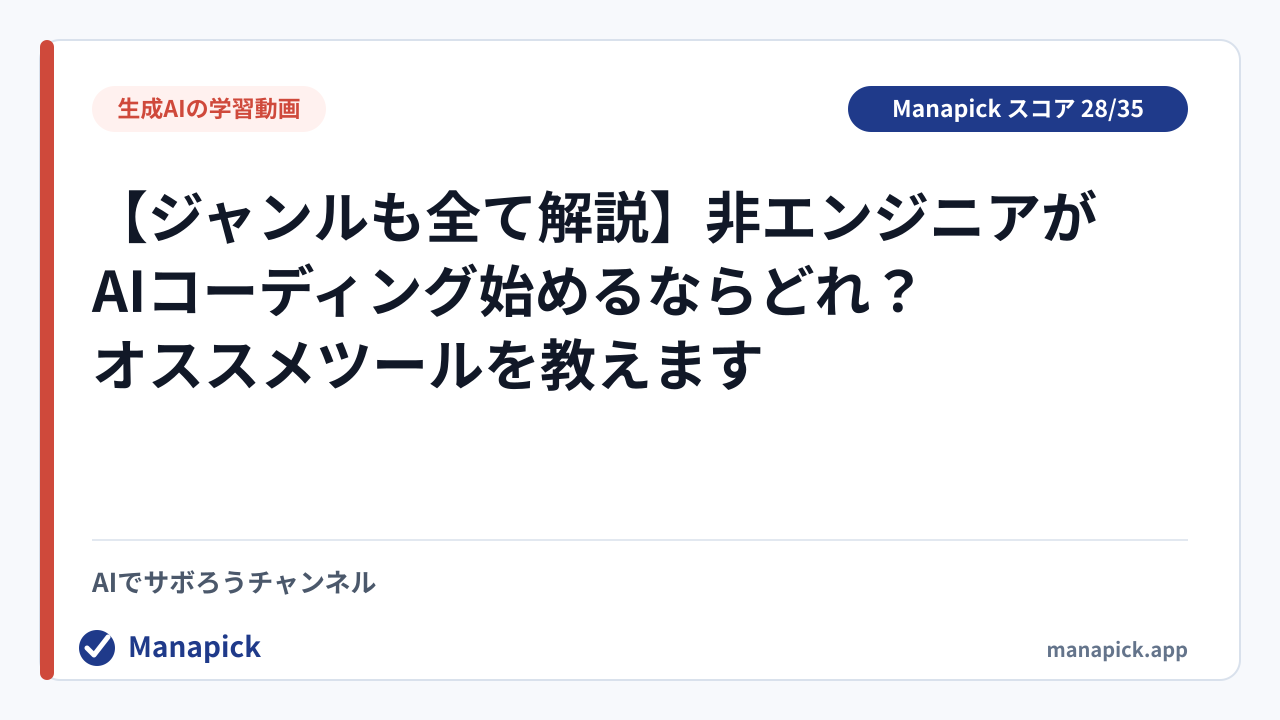 生成AIの学習動画
Manapick スコア 28/35
【ジャンルも全て解説】非エンジニアが
AIコーディング始めるならどれ？
オススメツールを教えます
AIでサボろうチャンネル
Manapick
manapick.app